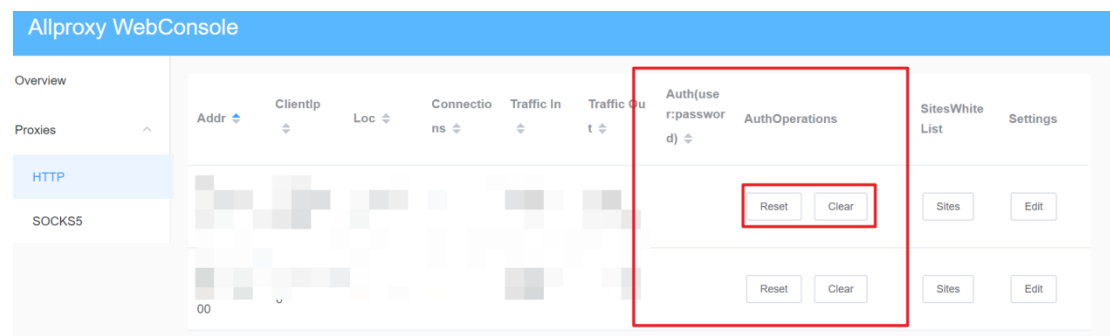 Allproxy WebConsole
Overview
Proxies
HTTP
SOCKS5
Addr
ClientIp
Loc
Connectio
ns
Traffic In
Traffic Ou
t
Auth(use
r:passwor
d)
AuthOperations
SitesWhite
List
Settings
Reset Clear Sites Edit
00
Reset Clear Sites Edit